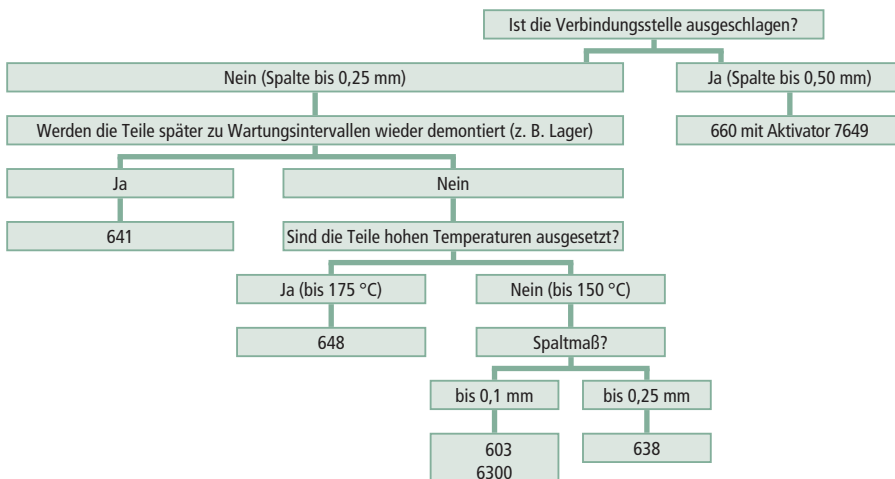 Ist die Verbindungsstelle ausgeschlagen?
Nein (Spalte bis 0,25 mm)
Ja (Spalte bis 0,50 mm)
Werden die Teile später zu Wartungsintervallen wieder demontiert (z. B. Lager)
660 mit Aktivator 7649
Ja
Nein
641
Sind die Teile hohen Temperaturen ausgesetzt?
Ja (bis 175 °C)
Nein (bis 150 °C)
648
Spaltmaß?
bis 0,1 mm
bis 0,25 mm
603
6300
638